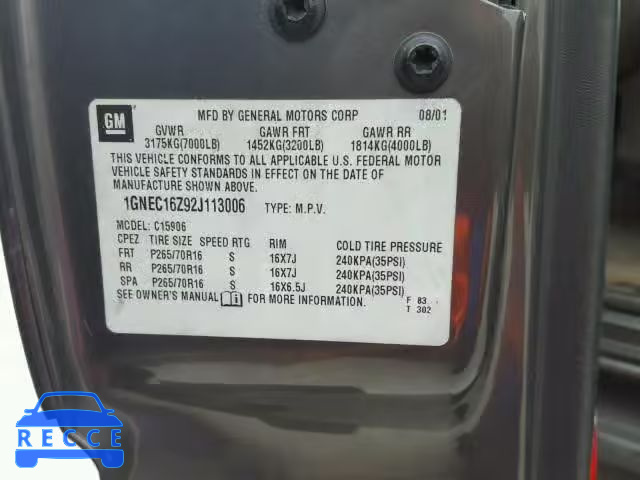 GM
MFD BY GENERAL MOTORS CORP 08/01
GVWR GAWR FRT GAWR RR
3175KG(7000LB) 1452KG(3200LB) 1814KG(4000LB)
THIS VEHICLE CONFORMS TO ALL APPLICABLE U.S. FEDERAL MOTOR
VEHICLE SAFETY STANDARDS IN EFFECT ON THE DATE OF
MANUFACTURE SHOWN ABOVE.
1GNEC16Z92J113006 TYPE: M.P.V.
MODEL: C15906
CPEZ TIRE SIZE SPEED RTG RIM COLD TIRE PRESSURE
FRT P265/70R16 S 16X7J 240KPA(35PSI)
RR P265/70R16 S 16X7J 240KPA(35PSI)
SPA P265/70R16 S 16X6.5J 240KPA(35PSI)
SEE OWNER'S MANUAL FOR MORE INFORMATION.
F 83
T 302
RECCE